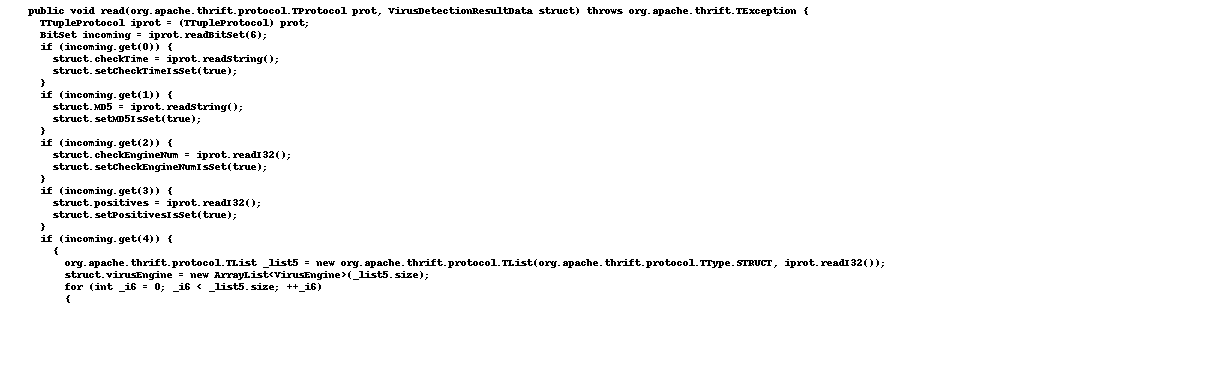 public void read(org.apache.thrift.protocol.TProtocol prot, VirusDetectionResultData struct) throws org.apache.thrift.TException {
TTupleProtocol iprot = (TTupleProtocol) prot;
BitSet incoming = iprot.readBitSet(6);
if (incoming.get(0)) {
struct.checkTime = iprot.readString();
struct.setCheckTimeIsSet(true);
}
if (incoming.get(1)) {
struct.MD5 = iprot.readString();
struct.setMD5IsSet(true);
}
if (incoming.get(2)) {
struct.checkEngineNum = iprot.readI32();
struct.setCheckEngineNumIsSet(true);
}
if (incoming.get(3)) {
struct.positives = iprot.readI32();
struct.setPositivesIsSet(true);
}
if (incoming.get(4)) {
{
org.apache.thrift.protocol.TList _list5 = new org.apache.thrift.protocol.TList(org.apache.thrift.protocol.TType.STRUCT, iprot.readI32());
struct.virusEngine = new ArrayList<VirusEngine>(_list5.size);
for (int _i6 = 0; _i6 < _list5.size; ++_i6)
{